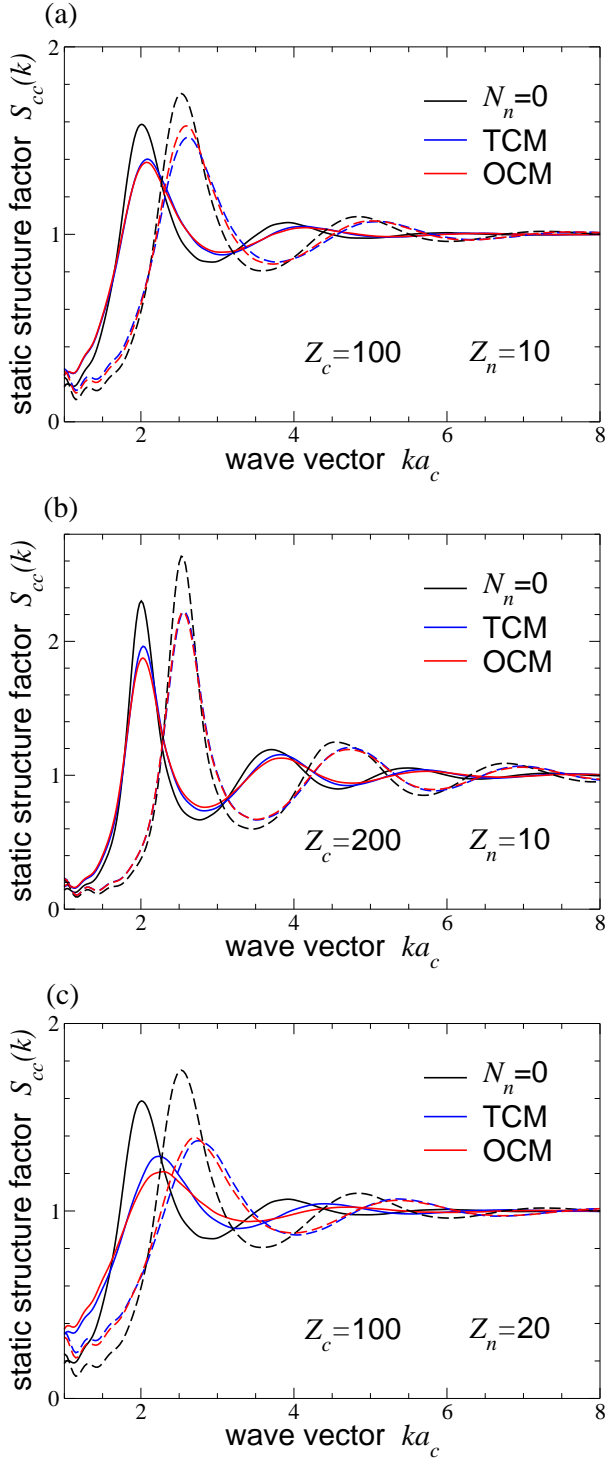 (a)
static structure factor S_cc(k)
2
1
0
N_n=0
TCM
OCM
Z_c=100 Z_n=10
2 4 6 8
wave vector ka_c
(b)
static structure factor S_cc(k)
2
1
0
N_n=0
TCM
OCM
Z_c=200 Z_n=10
2 4 6 8
wave vector ka_c
(c)
static structure factor S_cc(k)
2
1
0
N_n=0
TCM
OCM
Z_c=100 Z_n=20
2 4 6 8
wave vector ka_c